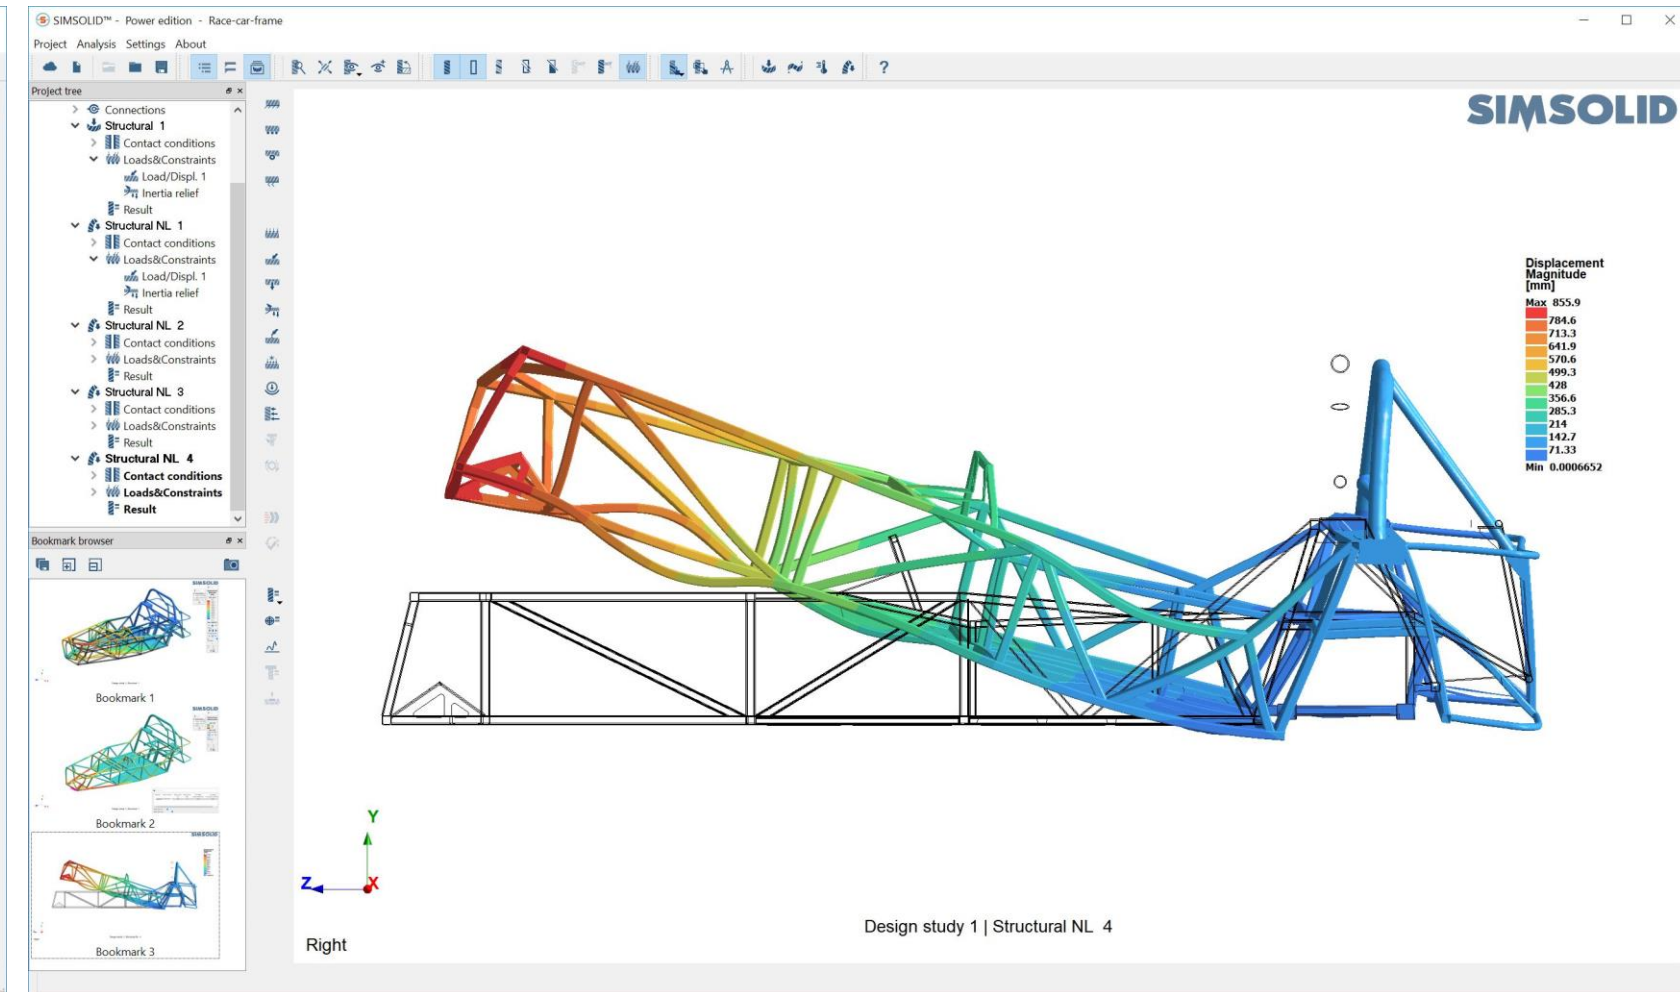 SIMSOLID™ - Power edition - Race-car-frame
Project Analysis Settings About
?
Project tree
Connections
Structural 1
Contact conditions
Loads&Constraints
Load/Displ. 1
Inertia relief
Result
Structural NL 1
Contact conditions
Loads&Constraints
Load/Displ. 1
Inertia relief
Result
Structural NL 2
Contact conditions
Loads&Constraints
Result
Structural NL 3
Contact conditions
Loads&Constraints
Result
Structural NL 4
Contact conditions
Loads&Constraints
Result
Bookmark browser
SIMSOLID
Bookmark 1
SIMSOLID
Bookmark 2
SIMSOLID
Bookmark 3
SIMSOLID
Displacement
Magnitude
[mm]
Max 855.9
784.6
713.3
641.9
570.6
499.3
428
356.6
285.3
214
142.7
71.33
Min 0.0006652
Y
Z
X
Design study 1 | Structural NL 4
Right